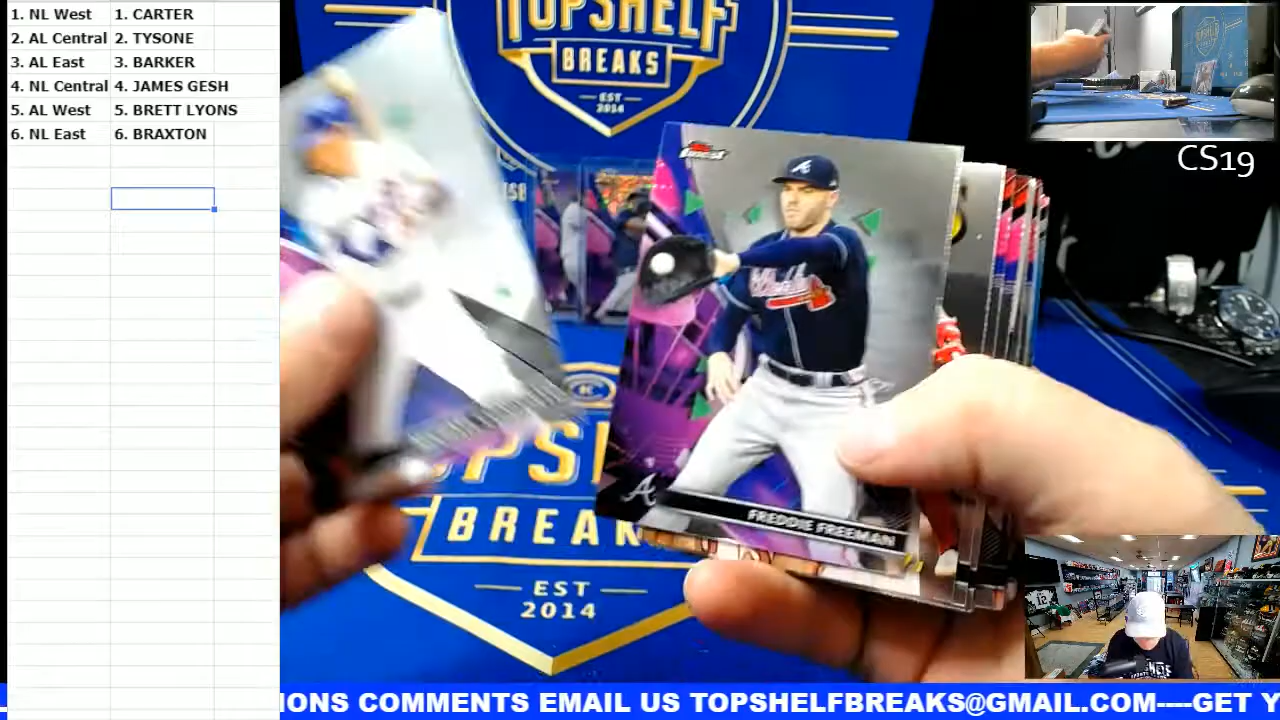 1. NL West 1. CARTER
2. AL Central 2. TYSONE
3. AL East 3. BARKER
4. NL Central 4. JAMES GESH
5. AL West 5. BRETT LYONS
6. NL East 6. BRAXTON
TOPSHELF
BREAKS
EST
2014
CS19
Finest
A
FREDDIE FREEMAN
A
OPS
BREAK
EST
2014
IONS COMMENTS EMAIL US TOPSHELFBREAKS@GMAIL.COM----GET Y